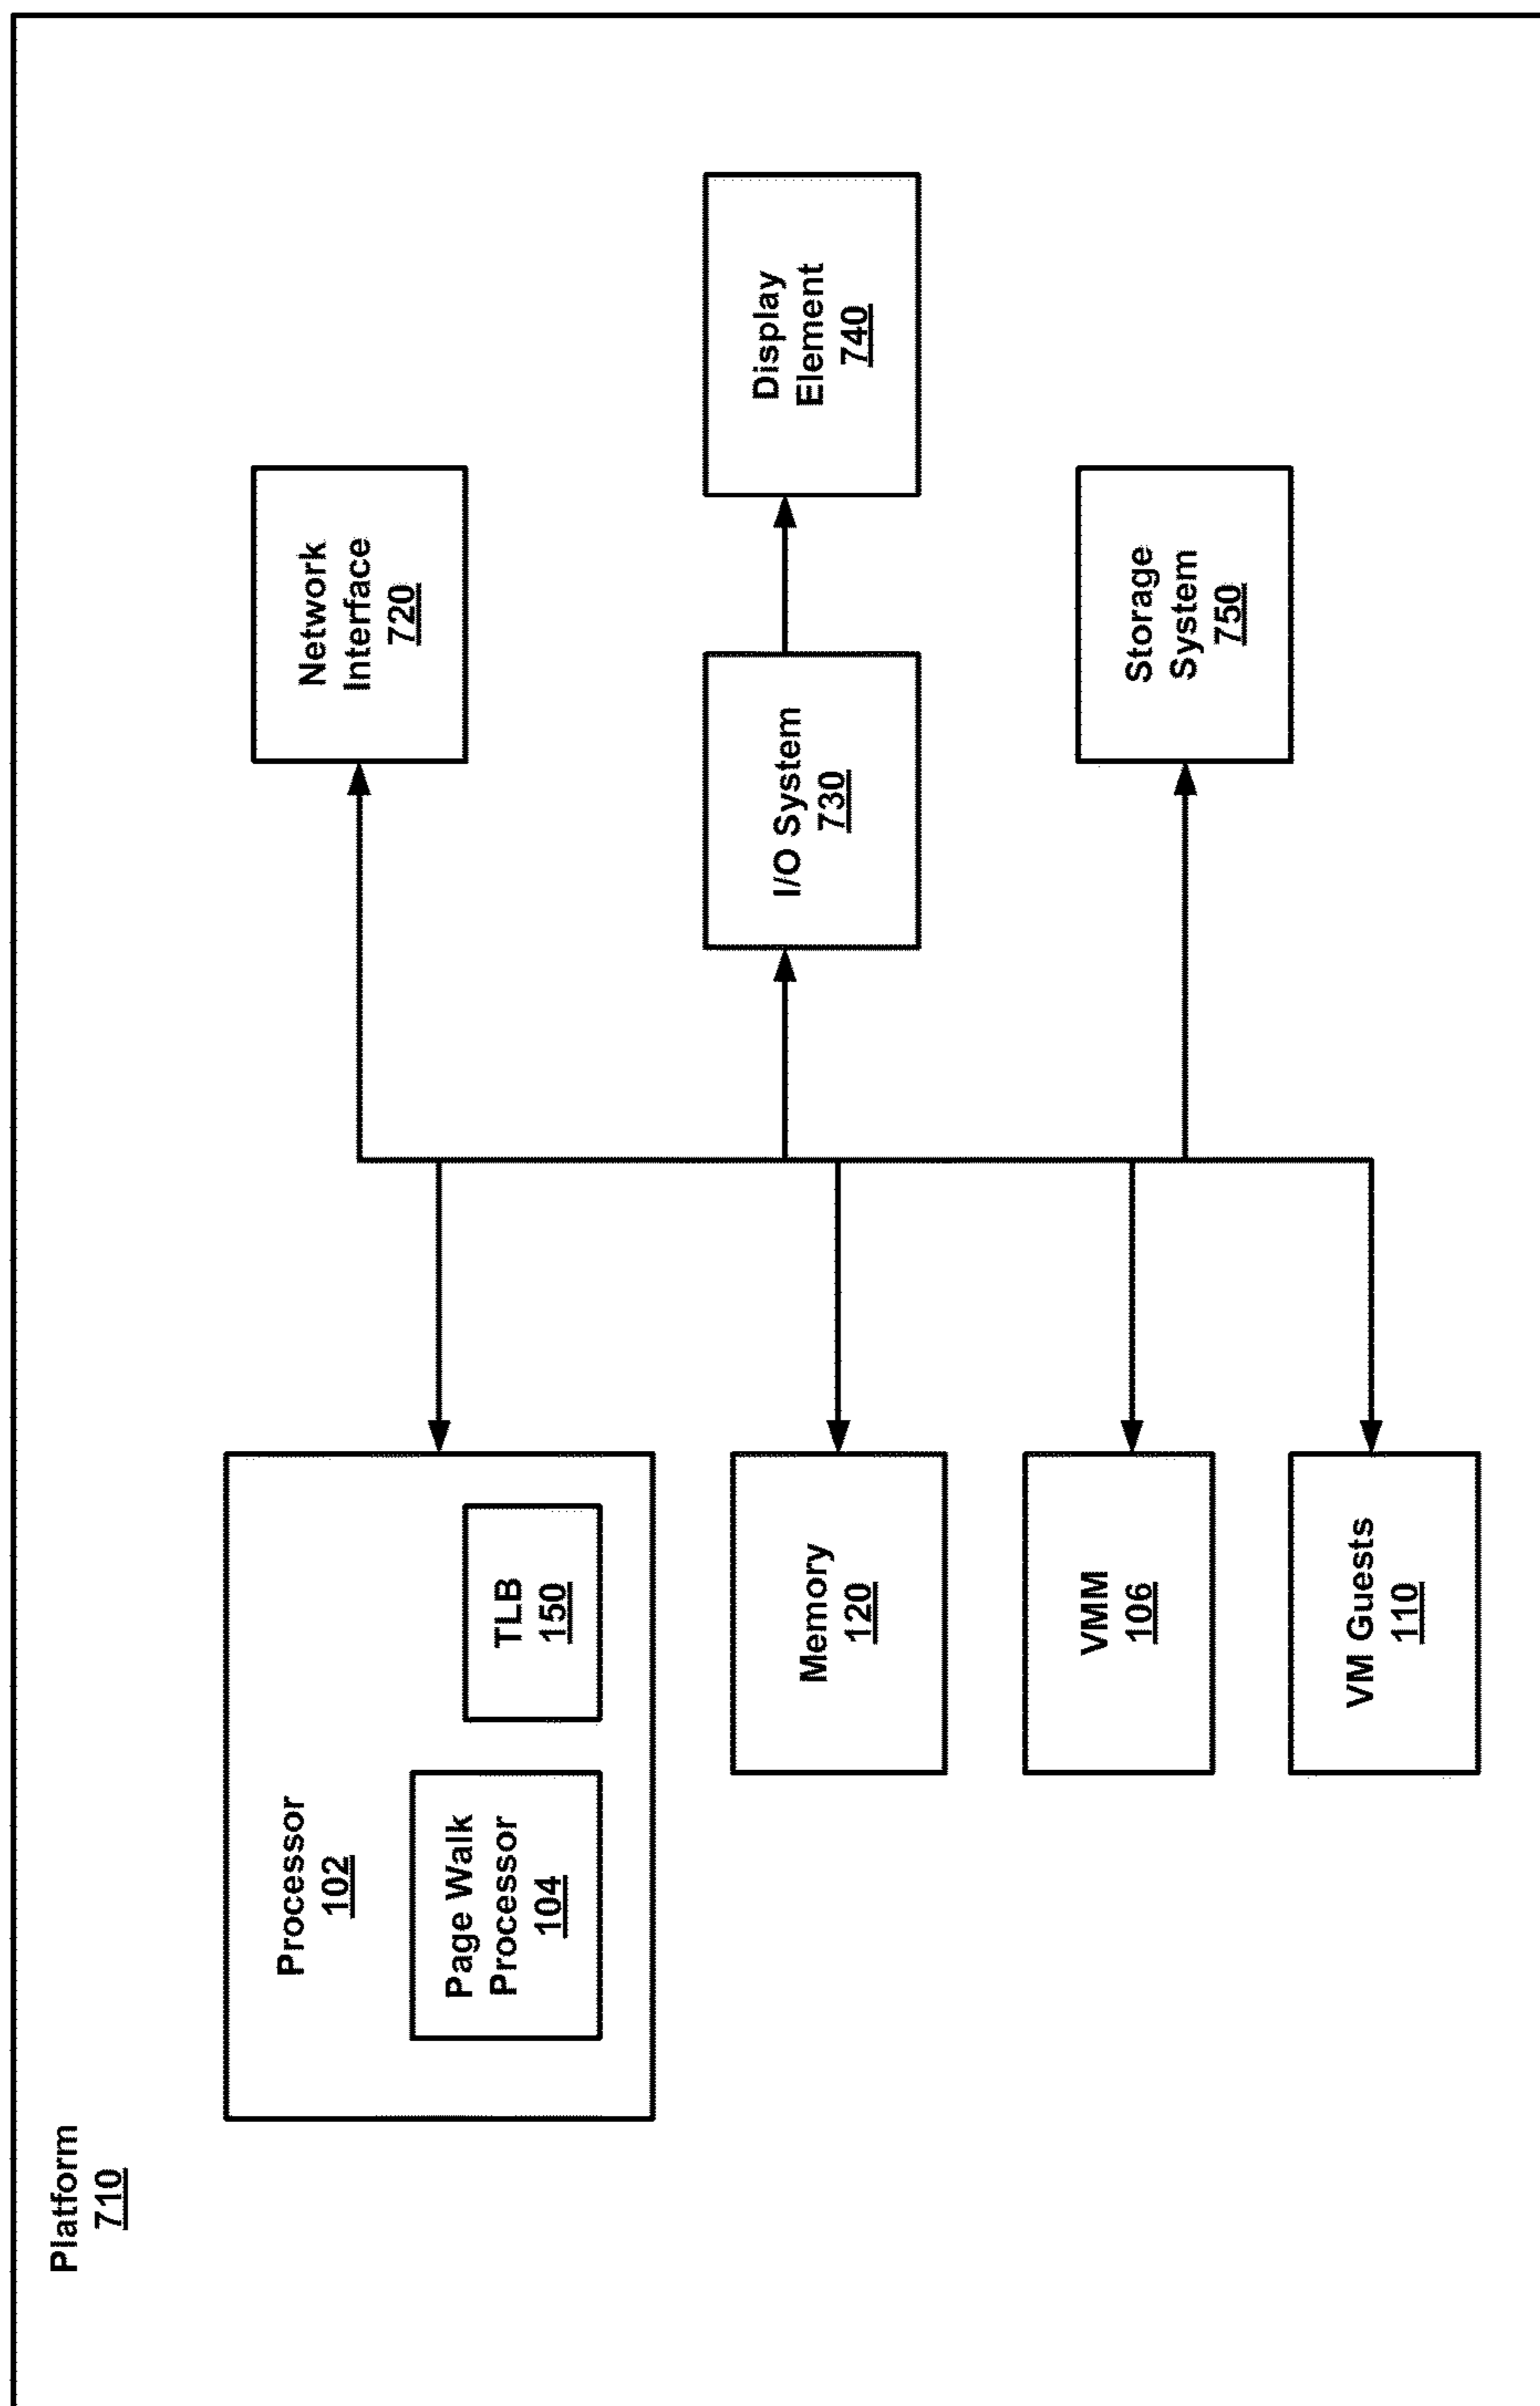 Platform
710
Processor
102
Page Walk
Processor
104
TLB
150
Memory
120
VMM
106
VM Guests
110
Network
Interface
720
I/O System
730
Display
Element
740
Storage
System
750